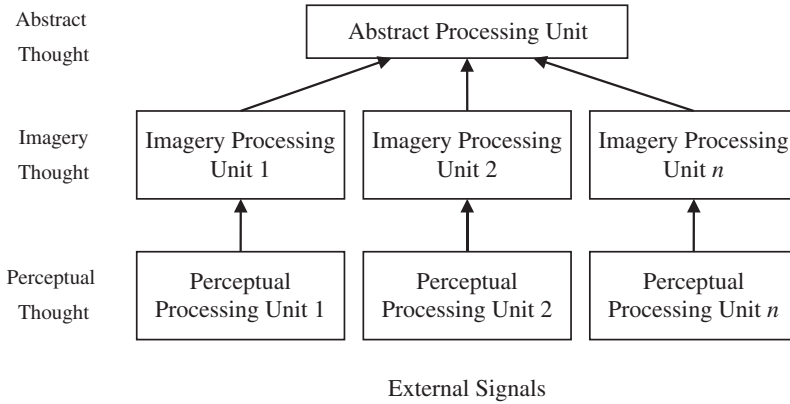 Abstract
Thought
Abstract Processing Unit
Imagery
Thought
Imagery Processing
Unit 1
Imagery Processing
Unit 2
Imagery Processing
Unit n
Perceptual
Thought
Perceptual
Processing Unit 1
Perceptual
Processing Unit 2
Perceptual
Processing Unit n
External Signals